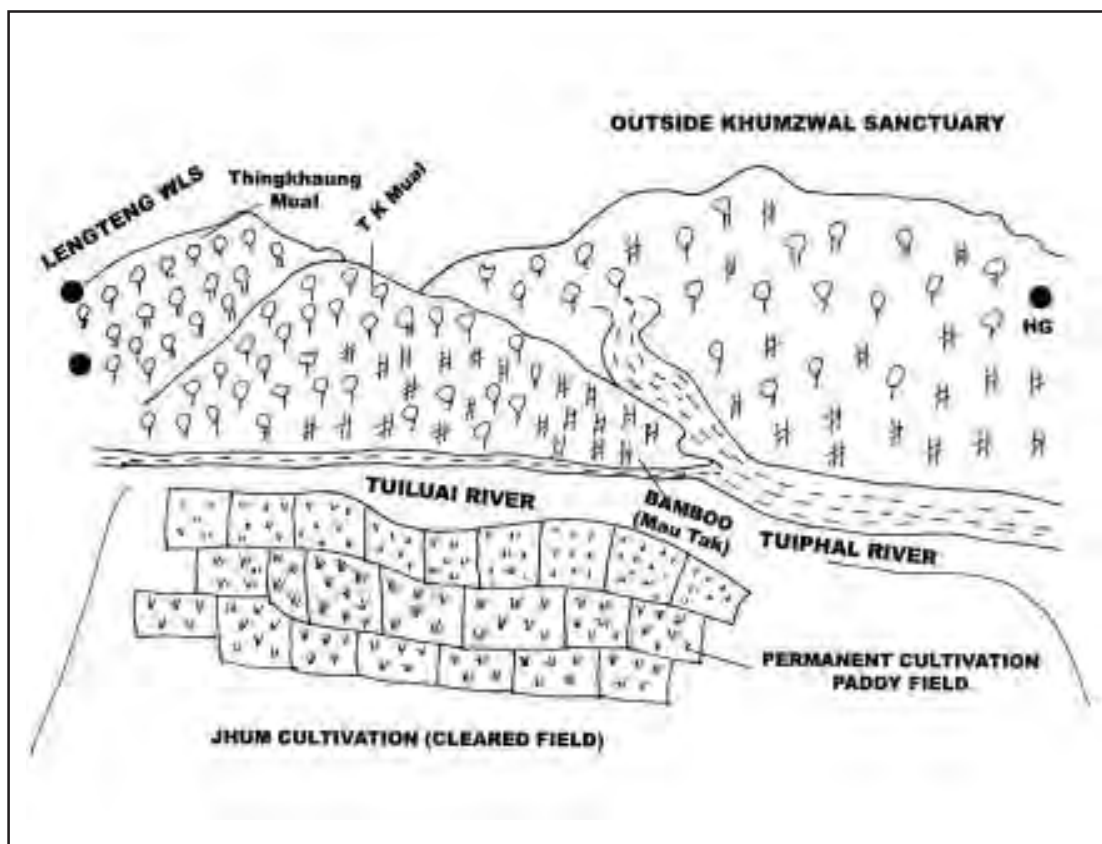 OUTSIDE KHUMZWAL SANCTUARY
LENGTENG WLS
Thingkhaung
Mual
T K Mual
HG
TUILUAI RIVER
BAMBOO
(Mau Tak)
TUIPHAL RIVER
PERMANENT CULTIVATION
PADDY FIELD
JHUM CULTIVATION (CLEARED FIELD)